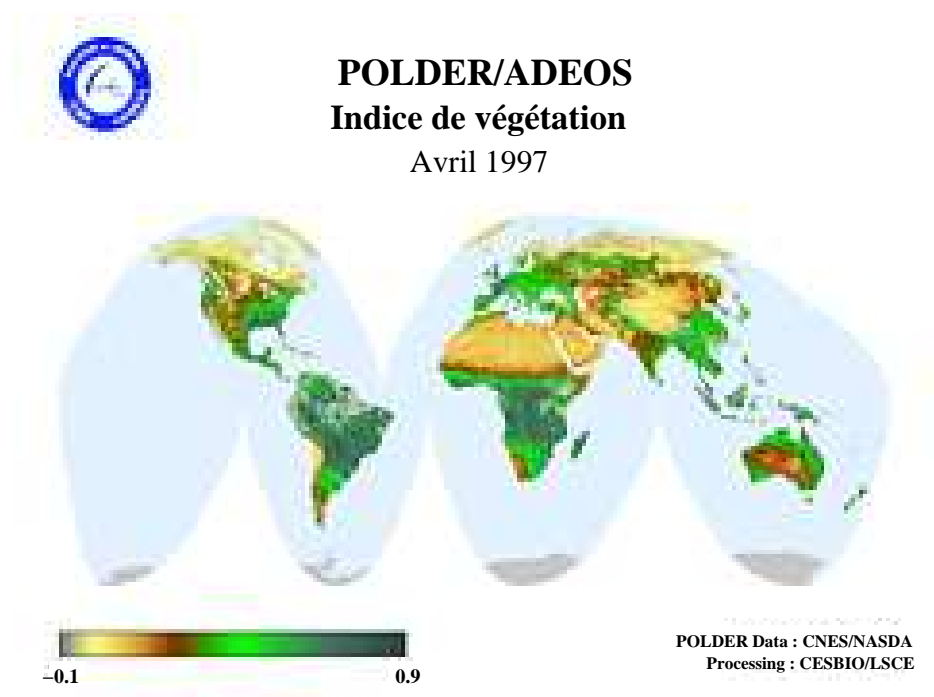 POLDER/ADEOS
Indice de végétation
Avril 1997
−0.1
0.9
POLDER Data : CNES/NASDA
Processing : CESBIO/LSCE